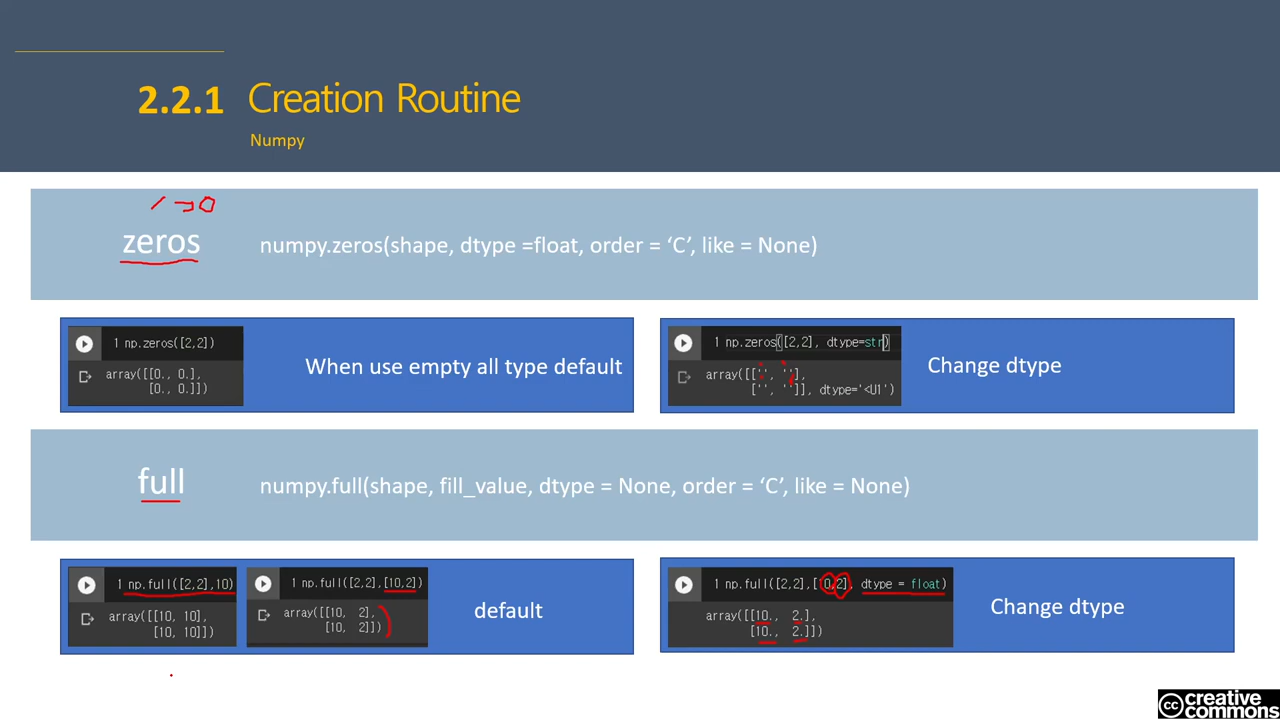 2.2.1 Creation Routine
Numpy
1 → 0
zeros
numpy.zeros(shape, dtype =float, order = ‘C’, like = None)
1 np.zeros([2,2])
array([[0., 0.],
[0., 0.]])
When use empty all type default
1 np.zeros([2,2], dtype=str)
array([['', ''],
['', '']], dtype='<U1')
Change dtype
full
numpy.full(shape, fill_value, dtype = None, order = ‘C’, like = None)
1 np.full([2,2],10)
array([[10, 10],
[10, 10]])
1 np.full([2,2],[10,2])
array([[10, 2],
[10, 2]])
default
1 np.full([2,2],[10,2], dtype = float)
array([[10., 2.],
[10., 2.]])
Change dtype
cc creative
commons